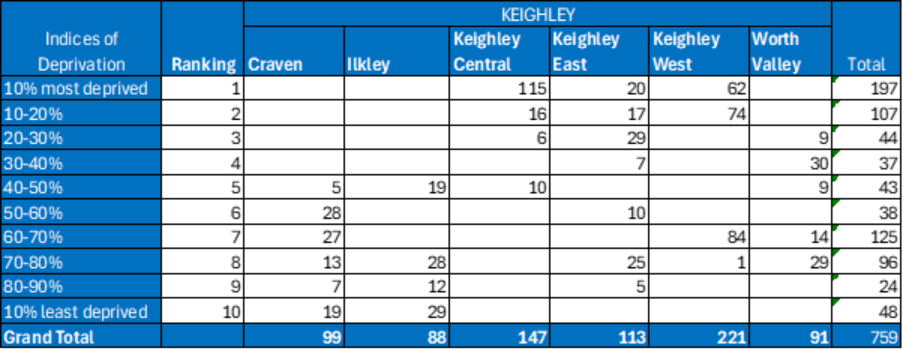 KEIGHLEY
Indices of Deprivation Ranking Craven Ilkley Keighley Central Keighley East Keighley West Worth Valley Total
10% most deprived 1 115 20 62 197
10-20% 2 16 17 74 107
20-30% 3 6 29 9 44
30-40% 4 7 30 37
40-50% 5 5 19 10 9 43
50-60% 6 28 10 38
60-70% 7 27 84 14 125
70-80% 8 13 28 25 1 29 96
80-90% 9 7 12 5 24
10% least deprived 10 19 29 48
Grand Total 99 88 147 113 221 91 759